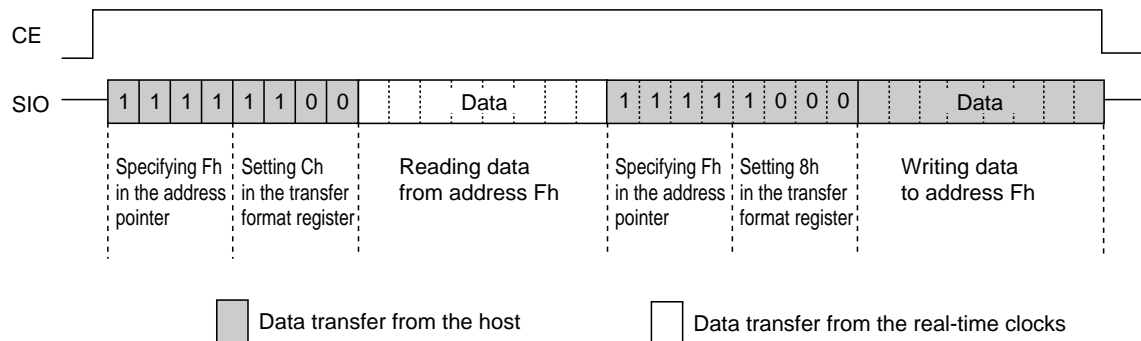 CE
SIO 1 1 1 1 1 1 0 0 Data 1 1 1 1 1 0 0 0 Data
Specifying Fh
in the address
pointer
Setting Ch
in the transfer
format register
Reading data
from address Fh
Specifying Fh
in the address
pointer
Setting 8h
in the transfer
format register
Writing data
to address Fh
Data transfer from the host
Data transfer from the real-time clocks